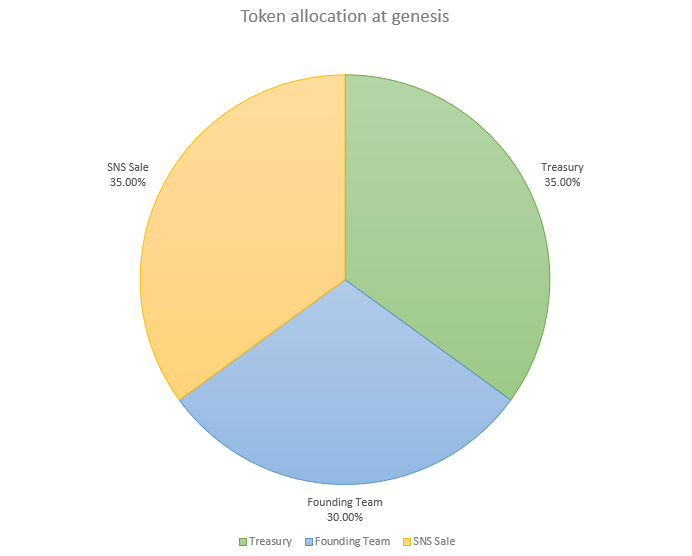 Token allocation at genesis
SNS Sale
35.00%
Treasury
35.00%
Founding Team
30.00%
Treasury Founding Team SNS Sale